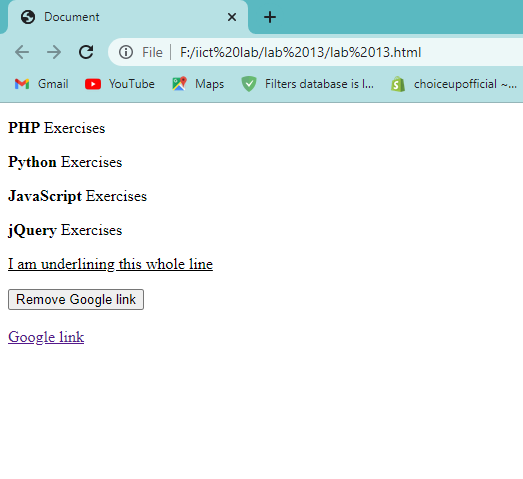 Document
File F:/iict%20lab/lab%2013/lab%2013.html
Gmail YouTube Maps Filters database is l... choiceupofficial ~...
PHP Exercises
Python Exercises
JavaScript Exercises
jQuery Exercises
I am underlining this whole line
Remove Google link
Google link